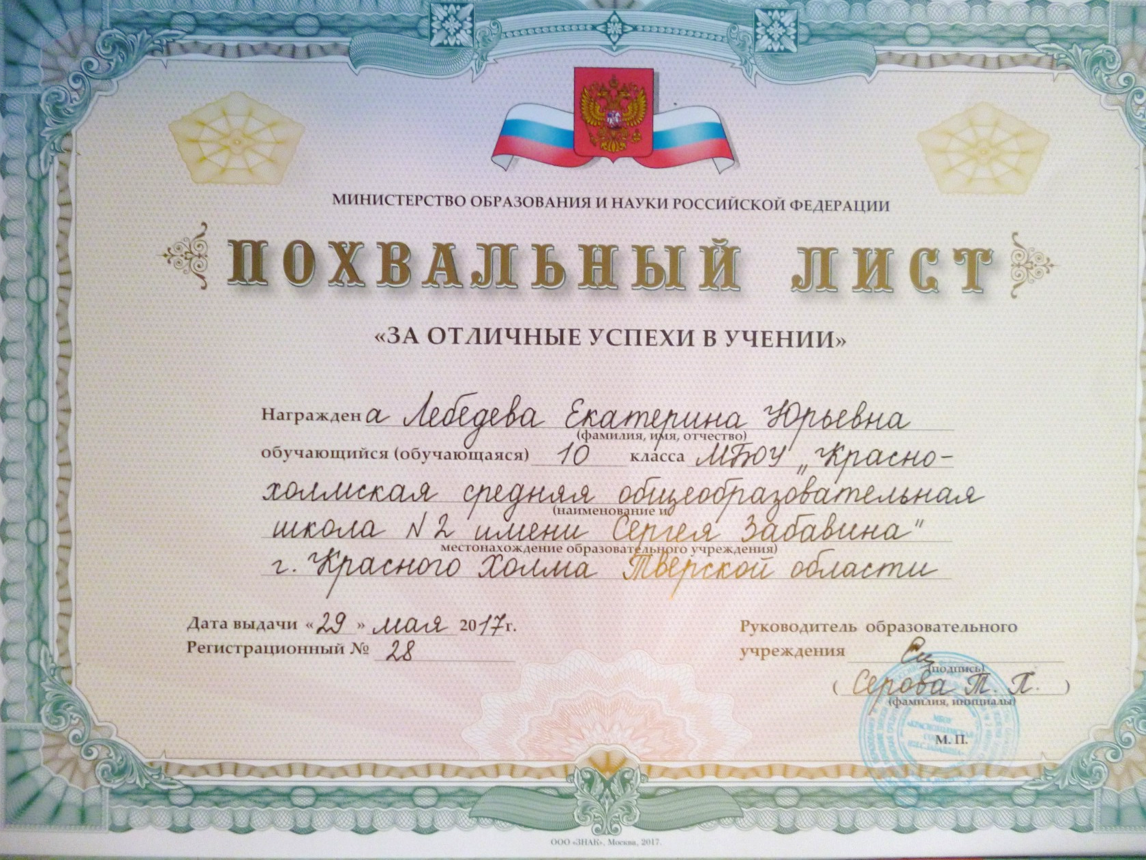 МИНИСТЕРСТВО ОБРАЗОВАНИЯ И НАУКИ РОССИЙСКОЙ ФЕДЕРАЦИИ
ПОХВАЛЬНЫЙ ЛИСТ
«ЗА ОТЛИЧНЫЕ УСПЕХИ В УЧЕНИИ»
Награждена Лебедева Екатерина Юрьевна
(фамилия, имя, отчество)
обучающийся (обучающаяся) 10 класса МБОУ „Красно-
холмская средняя общеобразовательная
(наименование и
школа №2 имени Сергея Забавина"
местонахождение образовательного учреждения)
г. Красного Холма Тверской области
Дата выдачи «29» мая 2017г.
Регистрационный № 28
Руководитель образовательного
учреждения
(подпись)
(Серова Т. П.)
(фамилия, инициалы)
М. П.
ООО «ЗНАК», Москва, 2017.